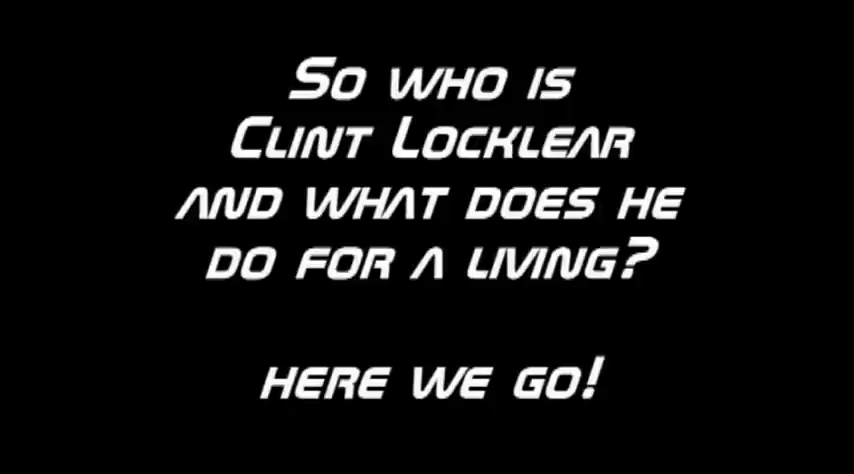 So who is
Clint Locklear
and what does he
do for a living?
here we go!